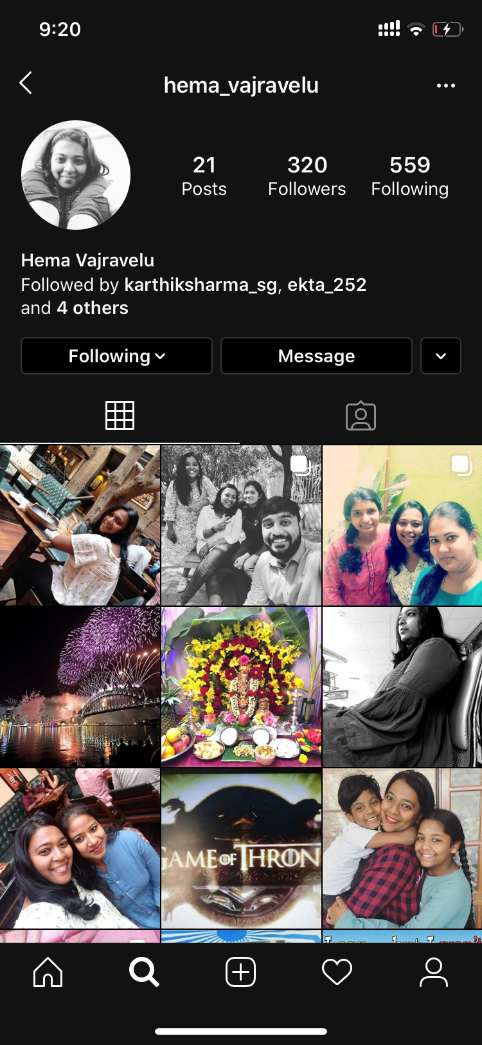 9:20
hema_vajravelu
21 320 559
Posts Followers Following
Hema Vajravelu
Followed by karthiksharma_sg, ekta_252
and 4 others
Following Message
GAME OF THRON